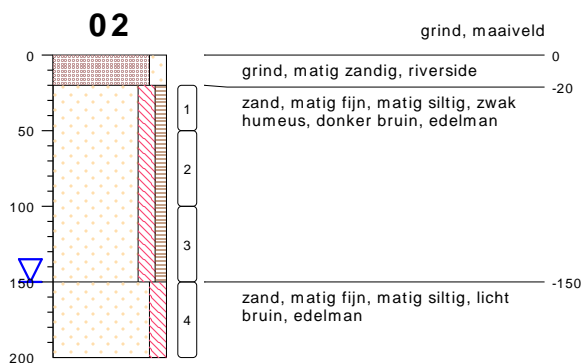 02
grind, maaiveld
0
0
grind, matig zandig, riverside
-20
zand, matig fijn, matig siltig, zwak
humeus, donker bruin, edelman
1
50
2
100
3
150
-150
zand, matig fijn, matig siltig, licht
bruin, edelman
4
200